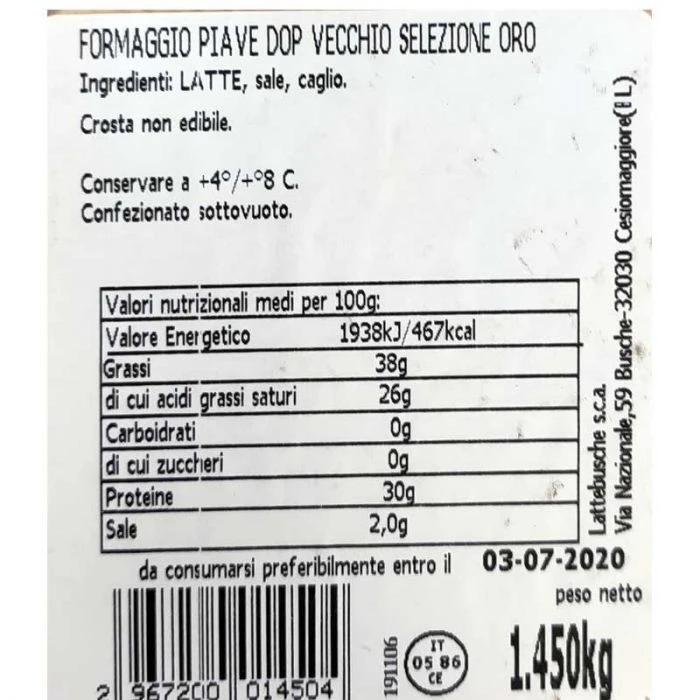 FORMAGGIO PIAVE DOP VECCHIO SELEZIONE ORO
Ingredienti: LATTE, sale, caglio.
Crosta non edibile.
Conservare a +4°/+°8 C.
Confezionato sottovuoto.
Valori nutrizionali medi per 100g:
Valore Energetico 1938kJ/467kcal
Grassi 38g
di cui acidi grassi saturi 26g
Carboidrati 0g
di cui zuccheri 0g
Proteine 30g
Sale 2,0g
da consumarsi preferibilmente entro il 03-07-2020
peso netto
1.450kg
2 967200 014504
191106
IT
05 86
CE
Lattebusche s.c.a.
Via Nazionale,59 Busche-32030 Cesiomaggiore(BL)